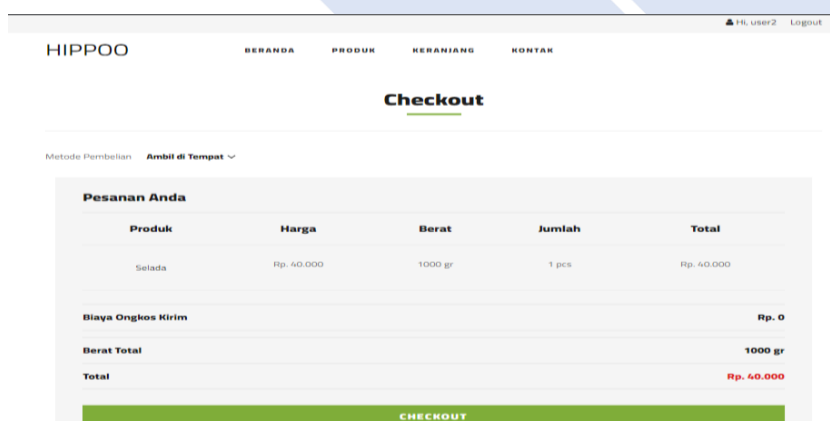 Hi, user2 Logout
HIPPOO BERANDA PRODUK KERANJANG KONTAK
Checkout
Metode Pembelian Ambil di Tempat
Pesanan Anda
Produk Harga Berat Jumlah Total
Selada Rp. 40.000 1000 gr 1 pcs Rp. 40.000
Biaya Ongkos Kirim Rp. 0
Berat Total 1000 gr
Total Rp. 40.000
CHECKOUT